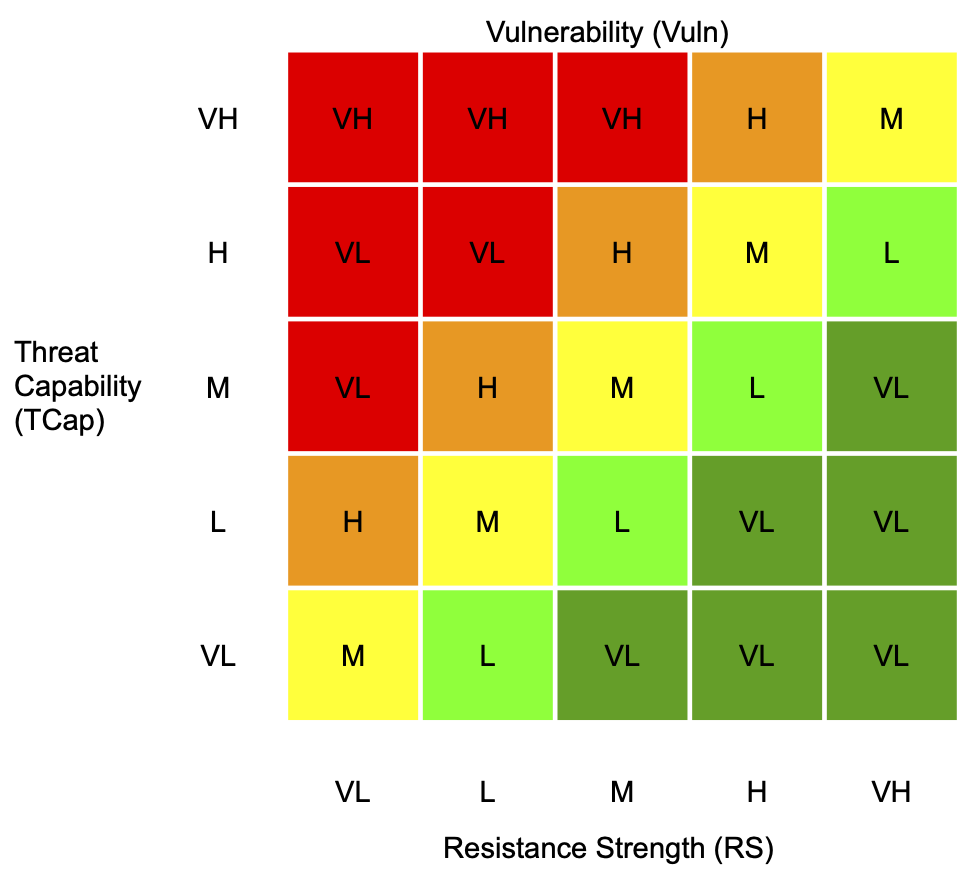 Vulnerability (Vuln)
VH VH VH VH H M
H VL VL H M L
Threat
Capability
(TCap)
M VL H M L VL
L H M L VL VL
VL M L VL VL VL
VL L M H VH
Resistance Strength (RS)